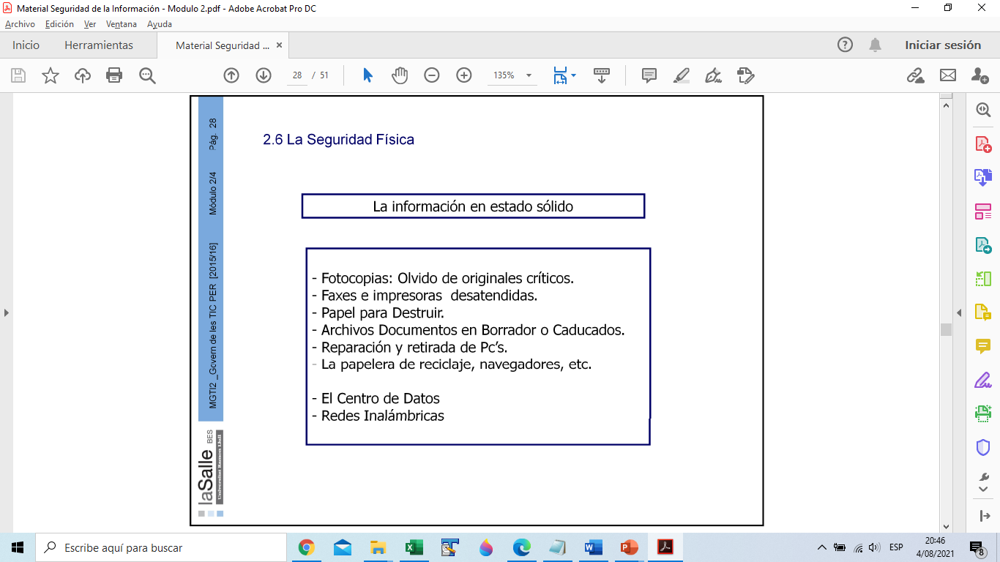 Material Seguridad de la Información - Modulo 2.pdf - Adobe Acrobat Pro DC
Archivo Edición Ver Ventana Ayuda
Inicio Herramientas Material Seguridad ... Iniciar sesión
28 / 51 135%
Pág. 28
Módulo 2/4
MGTI2 _Govern de les TIC PER [2015/16]
laSalle BES
Universitat Ramon Llull
2.6 La Seguridad Física
La información en estado sólido
- Fotocopias: Olvido de originales críticos.
- Faxes e impresoras desatendidas.
- Papel para Destruir.
- Archivos Documentos en Borrador o Caducados.
- Reparación y retirada de Pc’s.
- La papelera de reciclaje, navegadores, etc.
- El Centro de Datos
- Redes Inalámbricas
Escribe aquí para buscar
ESP
20:46
4/08/2021
8